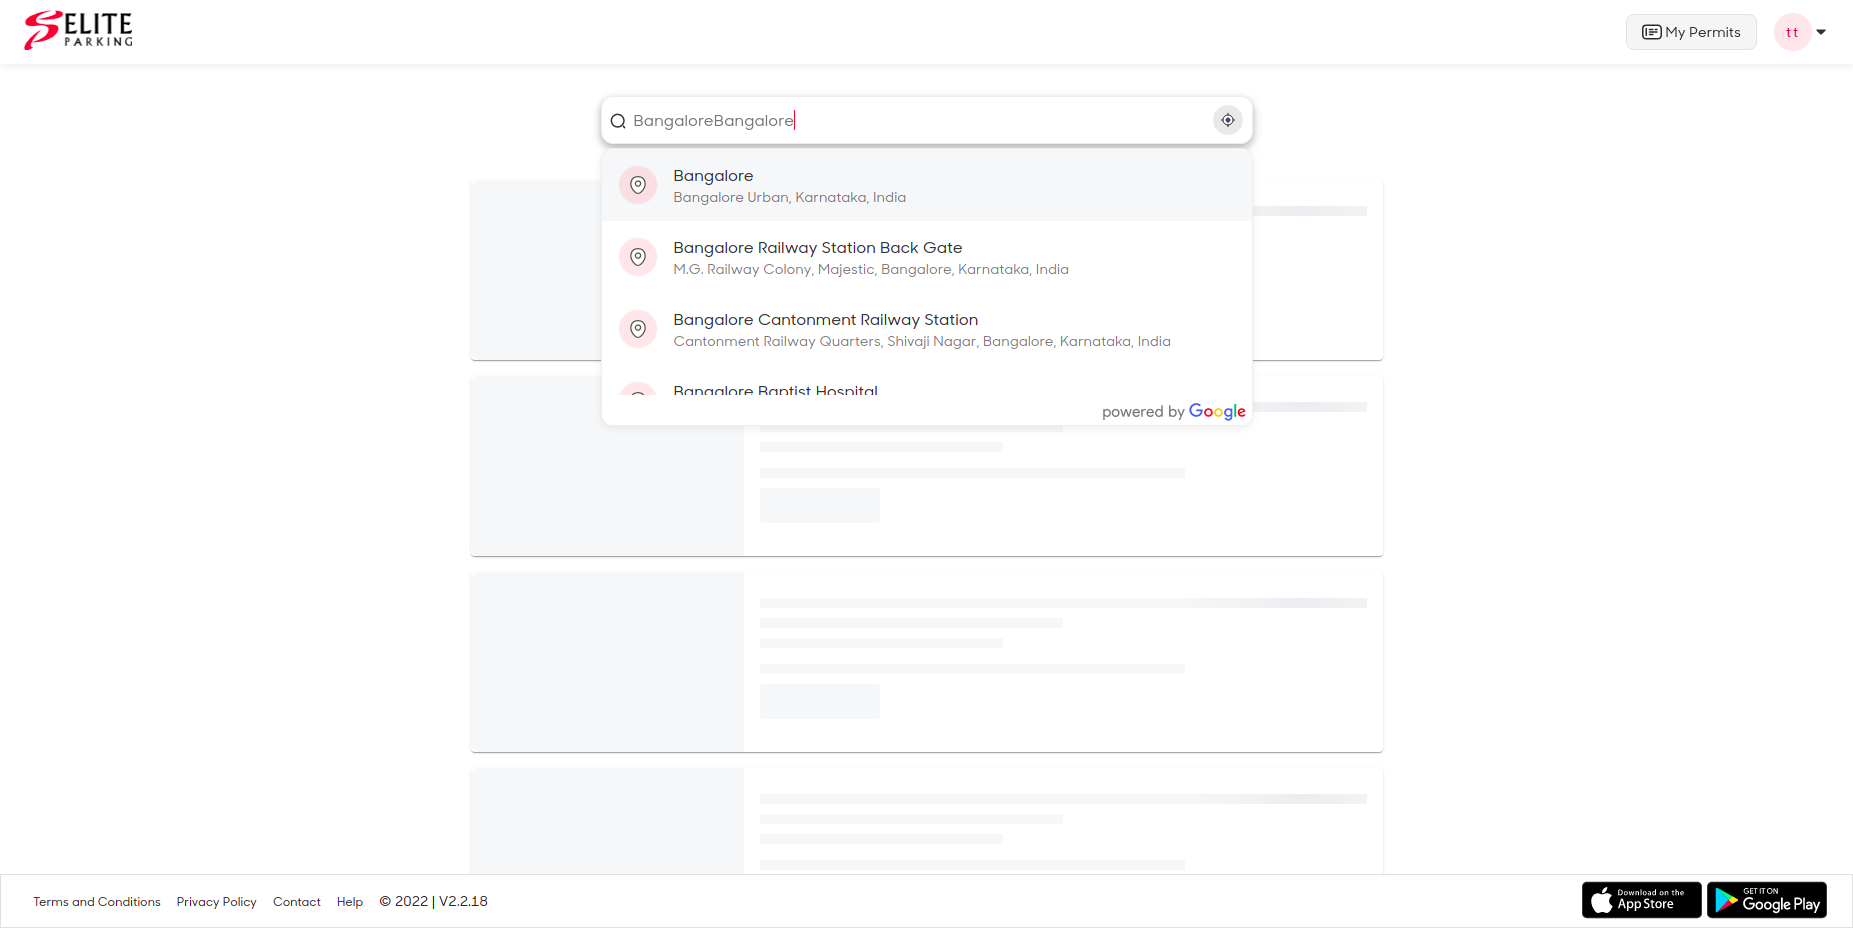 ELITE
PARKING
My Permits
tt
BangaloreBangalore
Bangalore
Bangalore Urban, Karnataka, India
Bangalore Railway Station Back Gate
M.G. Railway Colony, Majestic, Bangalore, Karnataka, India
Bangalore Cantonment Railway Station
Cantonment Railway Quarters, Shivaji Nagar, Bangalore, Karnataka, India
Bangalore Baptist Hospital
powered by Google
Terms and Conditions Privacy Policy Contact Help © 2022 | V2.2.18
Download on the
App Store
GET IT ON
Google Play